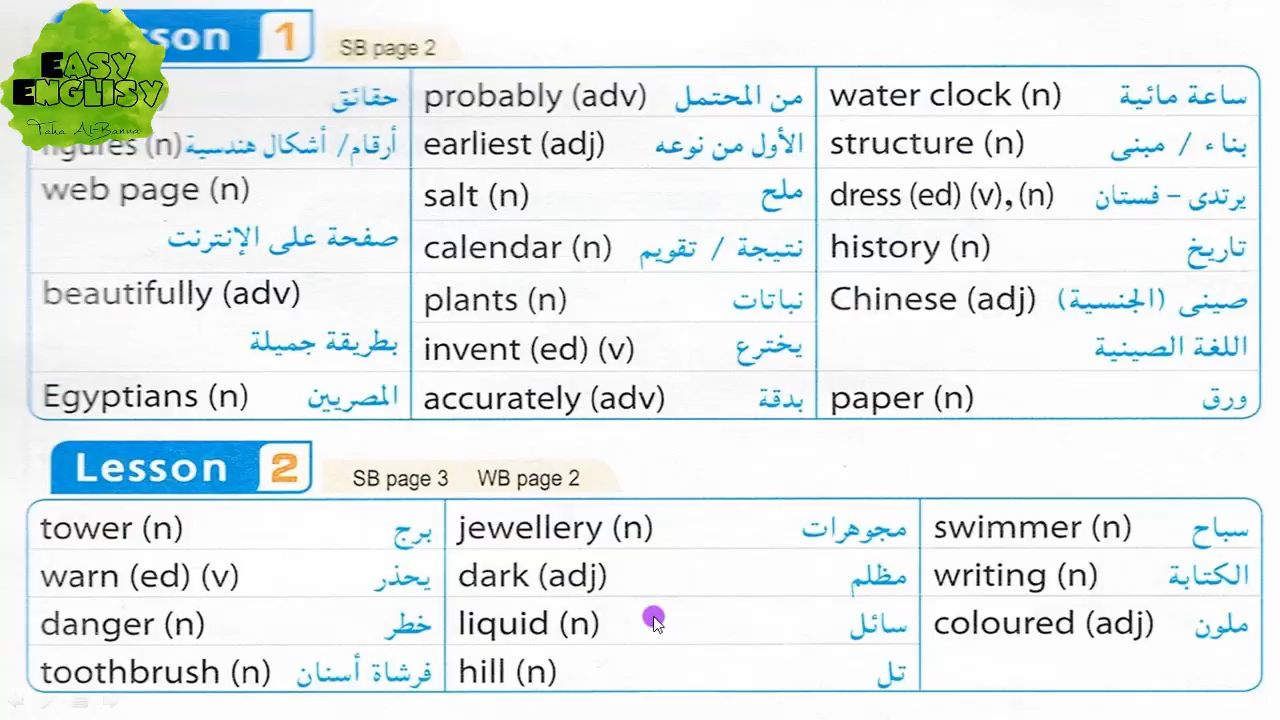 Lesson 1 SB page 2
EASY
ENGLISY
Taha Al-Banna
حقائق
figures (n) أرقام/ أشكال هندسية
web page (n)
صفحة على الإنترنت
beautifully (adv)
بطريقة جميلة
Egyptians (n) المصريين
probably (adv) من المحتمل
earliest (adj) الأول من نوعه
salt (n) ملح
calendar (n) نتيجة / تقويم
plants (n) نباتات
invent (ed) (v) يخترع
accurately (adv) بدقة
water clock (n) ساعة مائية
structure (n) بناء / مبنى
dress (ed) (v), (n) يرتدى - فستان
history (n) تاريخ
Chinese (adj) صينى (الجنسية)
اللغة الصينية
paper (n) ورق
Lesson 2 SB page 3 WB page 2
tower (n) برج
warn (ed) (v) يحذر
danger (n) خطر
toothbrush (n) فرشاة أسنان
jewellery (n) مجوهرات
dark (adj) مظلم
liquid (n) سائل
hill (n) تل
swimmer (n) سباح
writing (n) الكتابة
coloured (adj) ملون